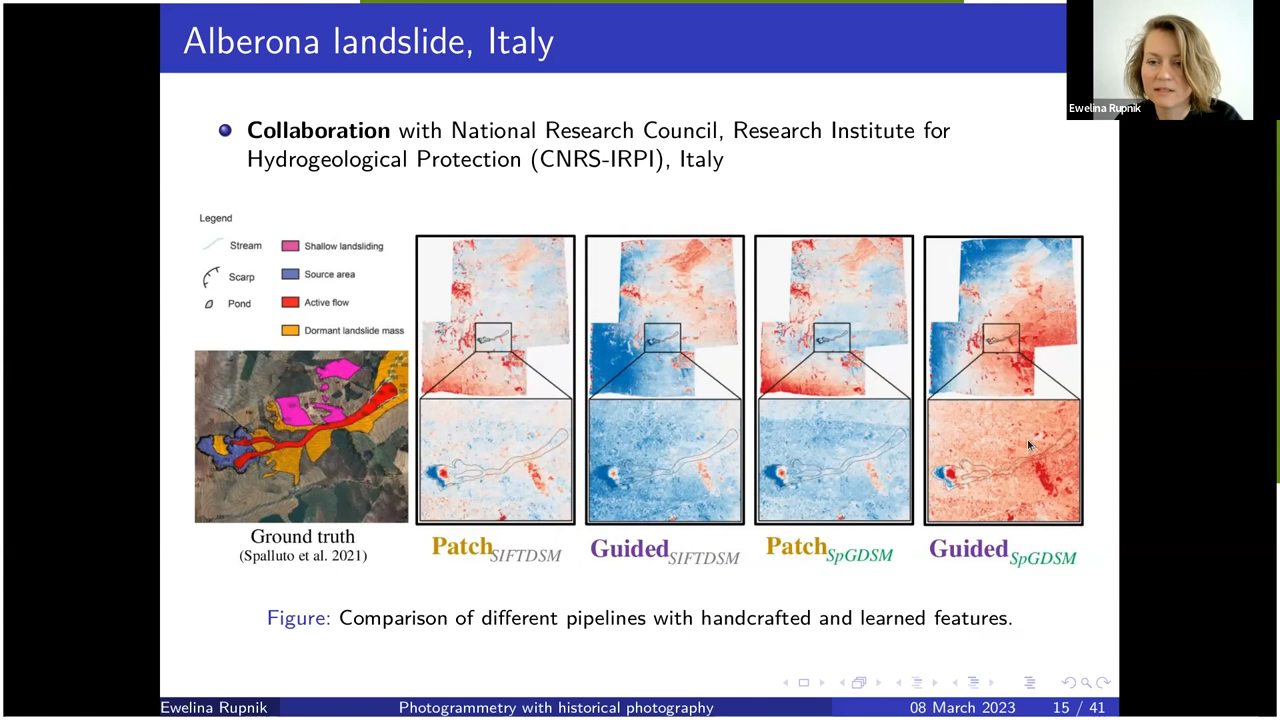 Alberona landslide, Italy
Ewelina Rupnik
Collaboration with National Research Council, Research Institute for
Hydrogeological Protection (CNRS-IRPI), Italy
Legend
Stream
Scarp
Pond
Shallow landsliding
Source area
Active flow
Dormant landslide mass
Ground truth
(Spalluto et al. 2021)
PatchSIFTDSM
GuidedSIFTDSM
PatchSpGDSM
GuidedSpGDSM
Figure: Comparison of different pipelines with handcrafted and learned features.
Ewelina Rupnik
Photogrammetry with historical photography
08 March 2023
15 / 41